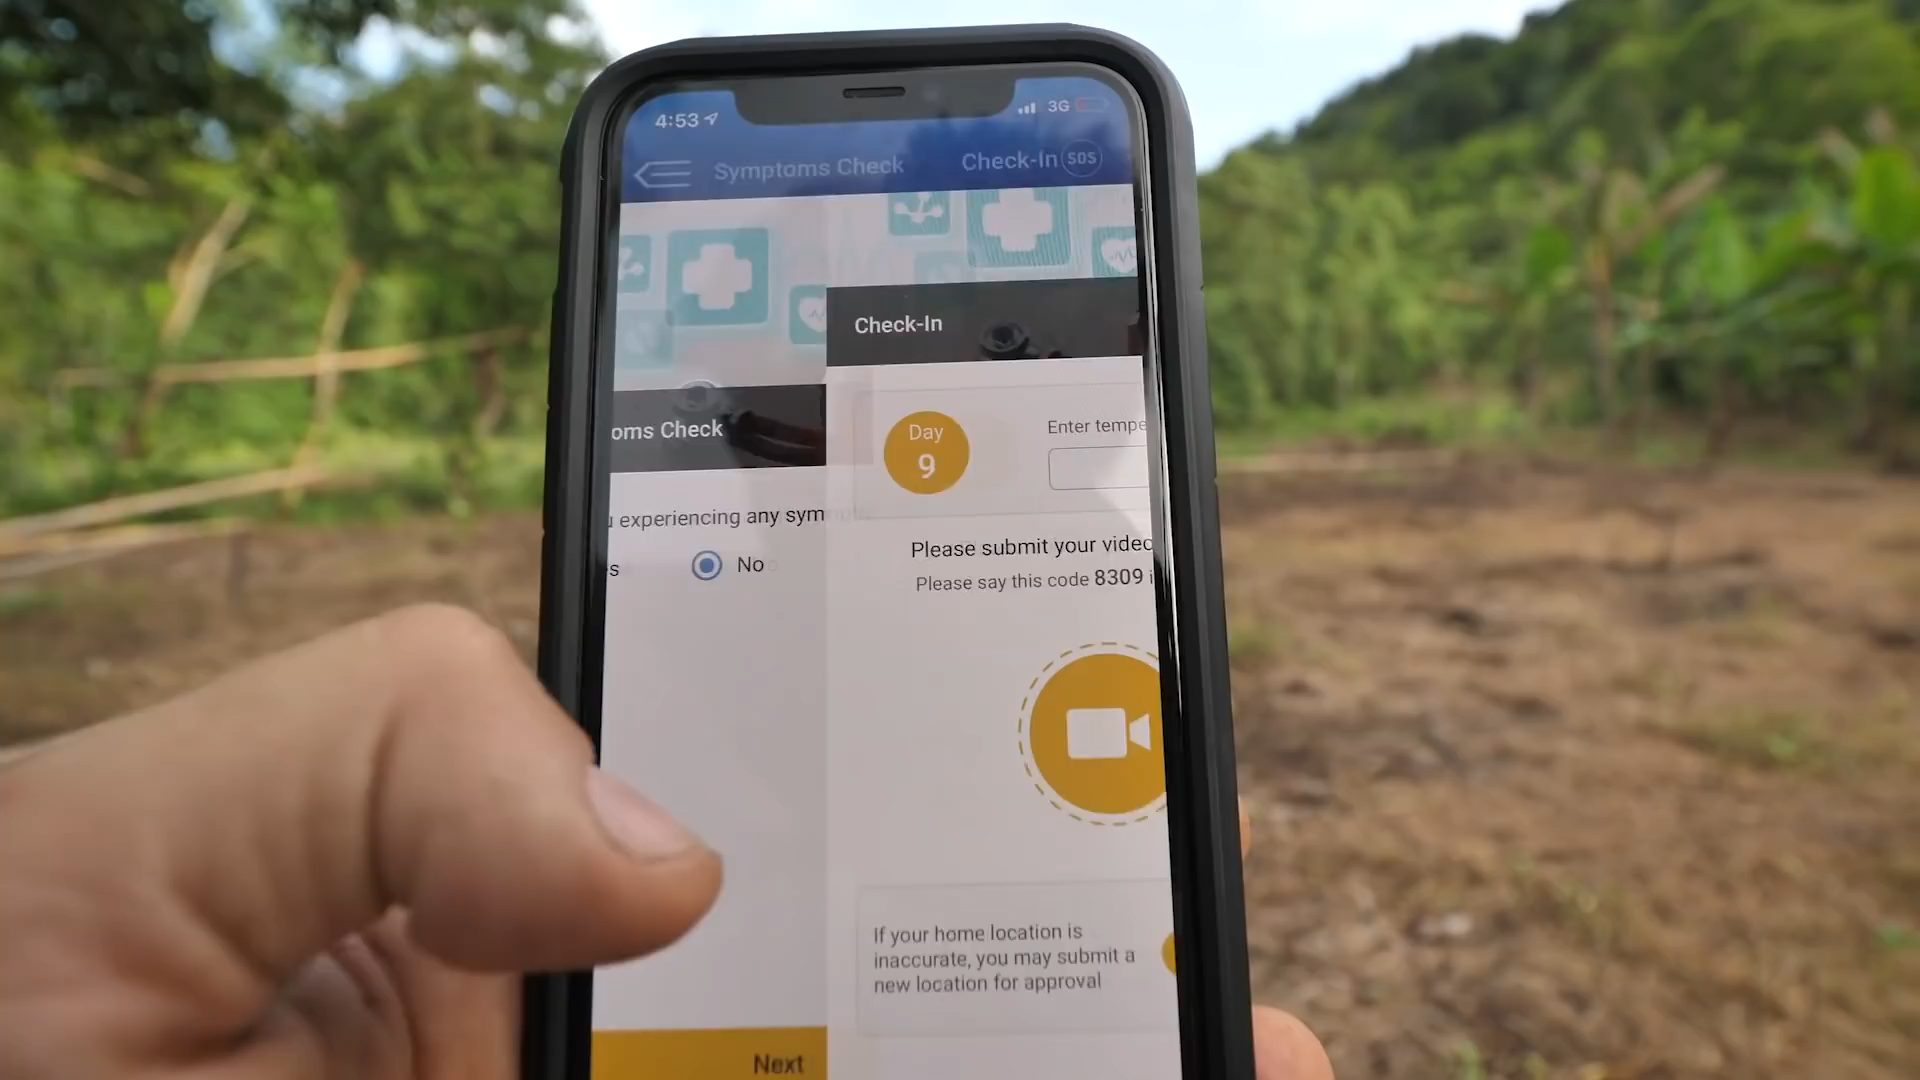 4:53
3G
Symptoms Check
Check-In
SOS
Check-In
oms Check
Day
9
Enter tempe
u experiencing any sym
s
No
Please submit your video
Please say this code 8309 i
If your home location is
inaccurate, you may submit a
new location for approval
Next